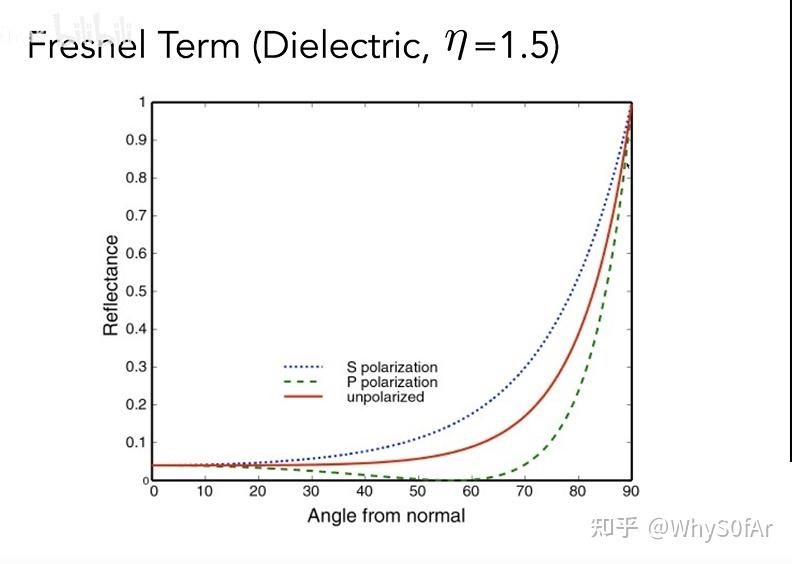 Fresnel Term (Dielectric, η=1.5)
1
0.9
0.8
0.7
0.6
0.5
0.4
0.3
0.2
0.1
0
Reflectance
S polarization
P polarization
unpolarized
0 10 20 30 40 50 60 70 80 90
Angle from normal
知乎 @WhyS0fAr